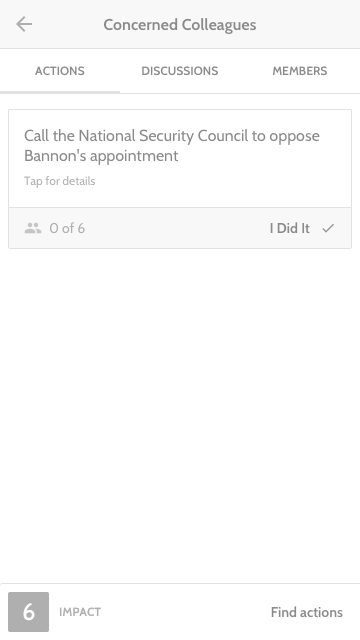 Concerned Colleagues
ACTIONS DISCUSSIONS MEMBERS
Call the National Security Council to oppose
Bannon's appointment
Tap for details
0 of 6 I Did It
6 IMPACT Find actions